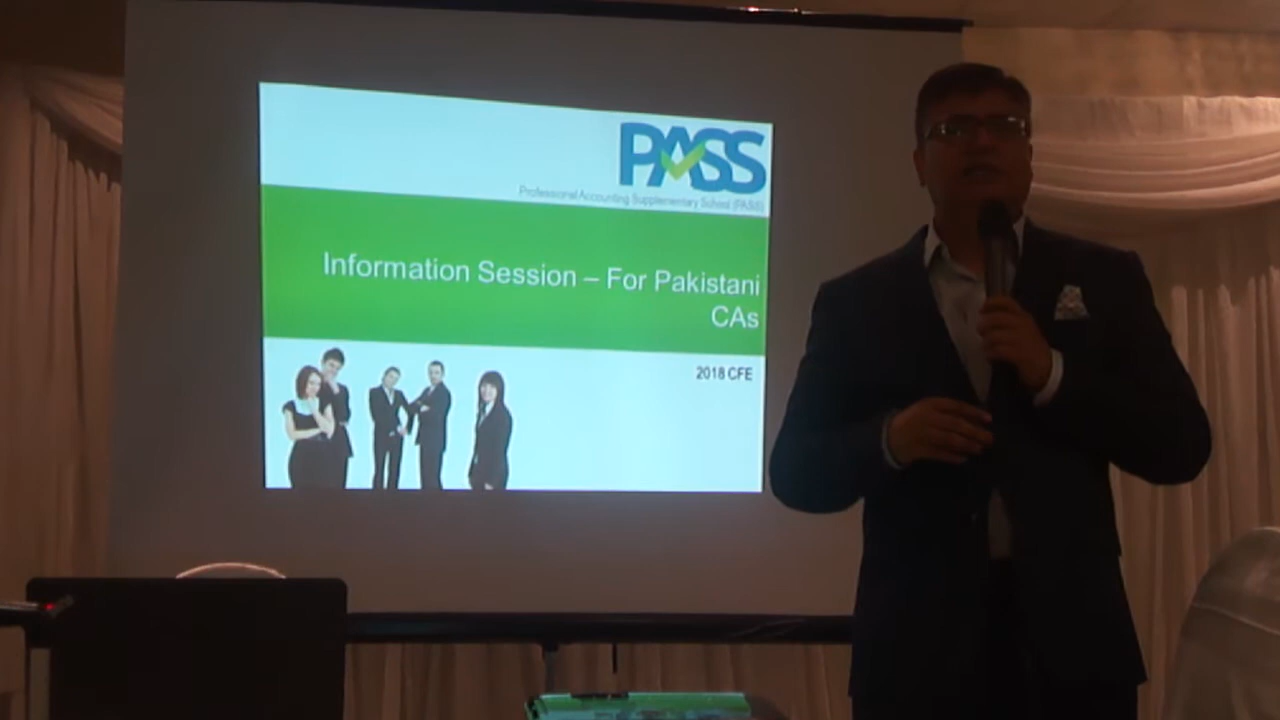 PASS
Professional Accounting Supplementary School (PASS)
Information Session – For Pakistani
CAs
2018 CFE